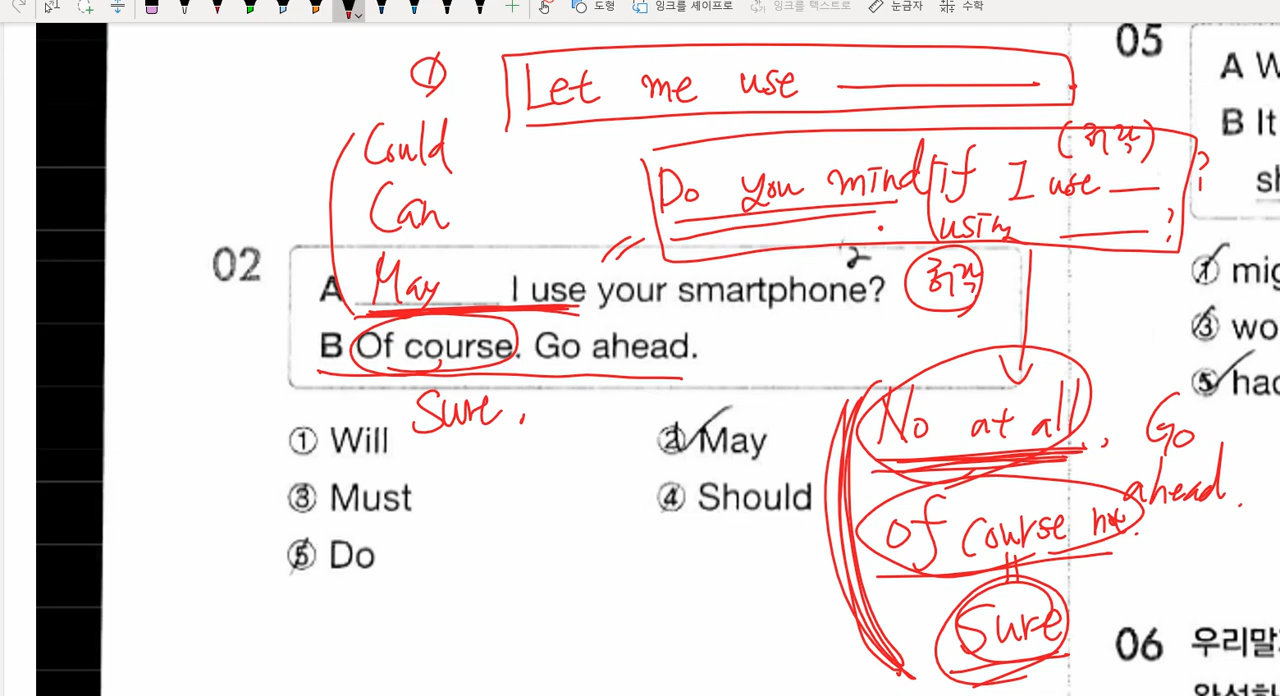 도형 잉크를 셰이프로 잉크를 텍스트로 눈금자 수학
Let me use
Could
Can
Do you mind if I use (허락) ?
using ?
02
A May I use your smartphone? 허락
B Of course. Go ahead.
Sure.
① Will ② May
③ Must ④ Should
⑤ Do
No at all, Go
ahead.
Of course not.
Sure
05
A W
B It
sh
① mig
③ wo
⑤ had
06 우리말